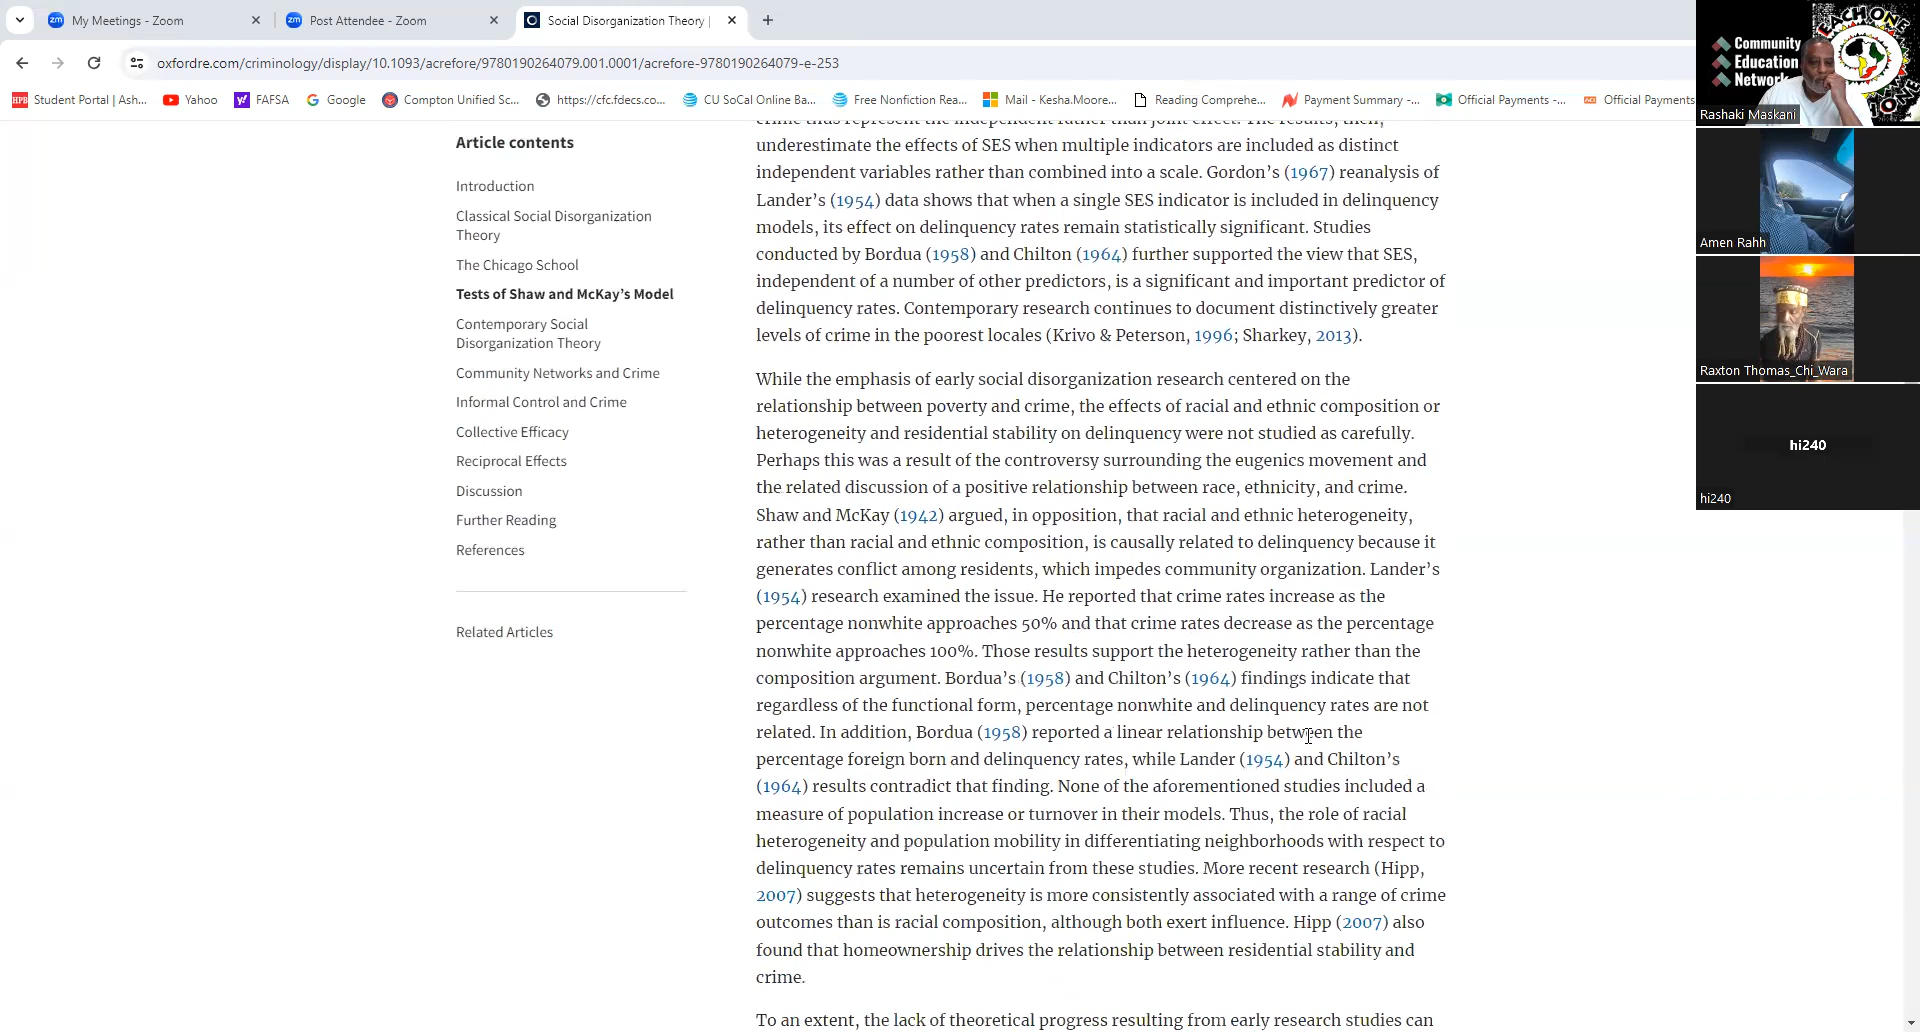 My Meetings - Zoom
Post Attendee - Zoom
Social Disorganization Theory |
oxfordre.com/criminology/display/10.1093/acrefore/9780190264079.001.0001/acrefore-9780190264079-e-253
Student Portal | Ash...
Yahoo
FAFSA
Google
Compton Unified Sc...
https://cfc.fdecs.co...
CU SoCal Online Ba...
Free Nonfiction Rea...
Mail - Kesha.Moore...
Reading Comprehe...
Payment Summary -...
Official Payments -...
Official Payments
Article contents
Introduction
Classical Social Disorganization
Theory
The Chicago School
Tests of Shaw and McKay's Model
Contemporary Social
Disorganization Theory
Community Networks and Crime
Informal Control and Crime
Collective Efficacy
Reciprocal Effects
Discussion
Further Reading
References
Related Articles
crime thus represent the independent rather than joint effect. The results, then,
underestimate the effects of SES when multiple indicators are included as distinct
independent variables rather than combined into a scale. Gordon's (1967) reanalysis of
Lander's (1954) data shows that when a single SES indicator is included in delinquency
models, its effect on delinquency rates remain statistically significant. Studies
conducted by Bordua (1958) and Chilton (1964) further supported the view that SES,
independent of a number of other predictors, is a significant and important predictor of
delinquency rates. Contemporary research continues to document distinctively greater
levels of crime in the poorest locales (Krivo & Peterson, 1996; Sharkey, 2013).
While the emphasis of early social disorganization research centered on the
relationship between poverty and crime, the effects of racial and ethnic composition or
heterogeneity and residential stability on delinquency were not studied as carefully.
Perhaps this was a result of the controversy surrounding the eugenics movement and
the related discussion of a positive relationship between race, ethnicity, and crime.
Shaw and McKay (1942) argued, in opposition, that racial and ethnic heterogeneity,
rather than racial and ethnic composition, is causally related to delinquency because it
generates conflict among residents, which impedes community organization. Lander's
(1954) research examined the issue. He reported that crime rates increase as the
percentage nonwhite approaches 50% and that crime rates decrease as the percentage
nonwhite approaches 100%. Those results support the heterogeneity rather than the
composition argument. Bordua's (1958) and Chilton's (1964) findings indicate that
regardless of the functional form, percentage nonwhite and delinquency rates are not
related. In addition, Bordua (1958) reported a linear relationship between the
percentage foreign born and delinquency rates, while Lander (1954) and Chilton's
(1964) results contradict that finding. None of the aforementioned studies included a
measure of population increase or turnover in their models. Thus, the role of racial
heterogeneity and population mobility in differentiating neighborhoods with respect to
delinquency rates remains uncertain from these studies. More recent research (Hipp,
2007) suggests that heterogeneity is more consistently associated with a range of crime
outcomes than is racial composition, although both exert influence. Hipp (2007) also
found that homeownership drives the relationship between residential stability and
crime.
To an extent, the lack of theoretical progress resulting from early research studies can
Community
Education
Network
EACH ONE
Rashaki Maskani
Amen Rahh
Raxton Thomas_Chi_Wara
hi240
hi240